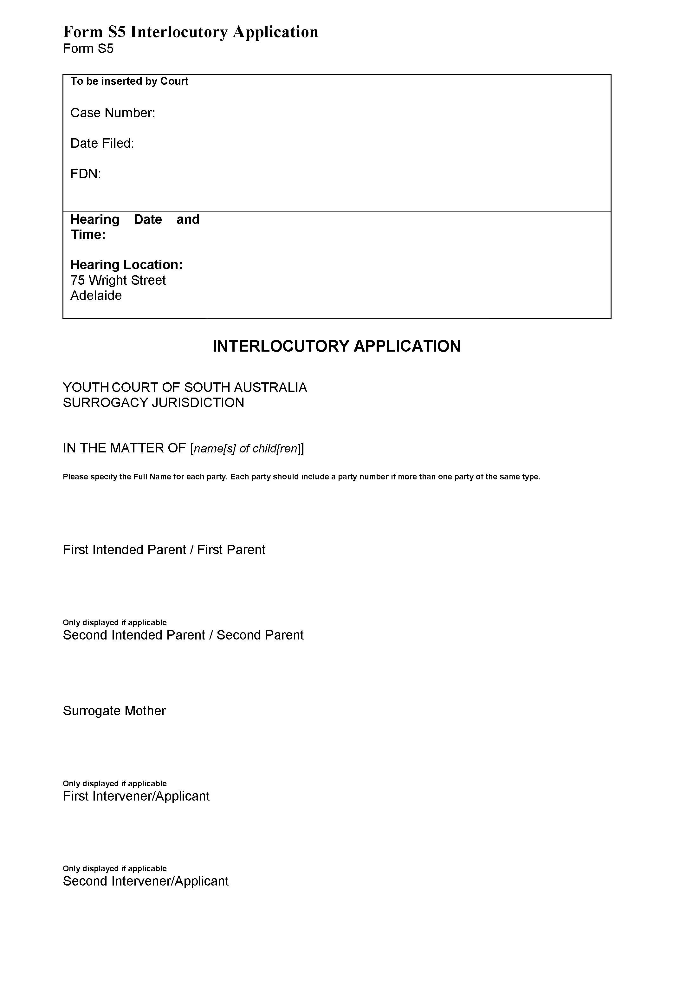 Form S5 Interlocutory Application
Form S5
To be inserted by Court
Case Number:
Date Filed:
FDN:
Hearing Date and
Time:
Hearing Location:
75 Wright Street
Adelaide
INTERLOCUTORY APPLICATION
YOUTH COURT OF SOUTH AUSTRALIA
SURROGACY JURISDICTION
IN THE MATTER OF [name[s] of child[ren]]
Please specify the Full Name for each party. Each party should include a party number if more than one party of the same type.
First Intended Parent / First Parent
Only displayed if applicable
Second Intended Parent / Second Parent
Surrogate Mother
Only displayed if applicable
First Intervener/Applicant
Only displayed if applicable
Second Intervener/Applicant